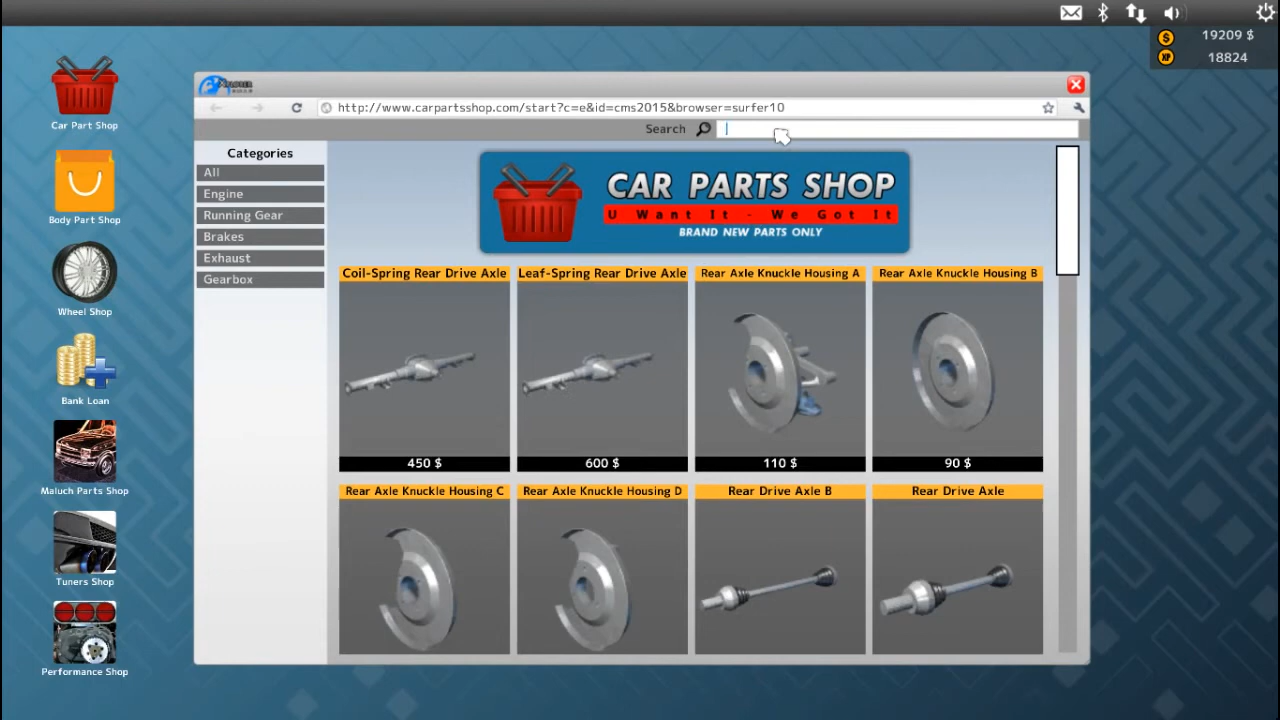 19209 $
18824
Car Part Shop
Body Part Shop
Wheel Shop
Bank Loan
Maluch Parts Shop
Tuners Shop
Performance Shop
http://www.carpartsshop.com/start?c=e&id=cms2015&browser=surfer10
Search
Categories
All
Engine
Running Gear
Brakes
Exhaust
Gearbox
CAR PARTS SHOP
U Want It - We Got It
BRAND NEW PARTS ONLY
Coil-Spring Rear Drive Axle
Leaf-Spring Rear Drive Axle
Rear Axle Knuckle Housing A
Rear Axle Knuckle Housing B
450 $
600 $
110 $
90 $
Rear Axle Knuckle Housing C
Rear Axle Knuckle Housing D
Rear Drive Axle B
Rear Drive Axle